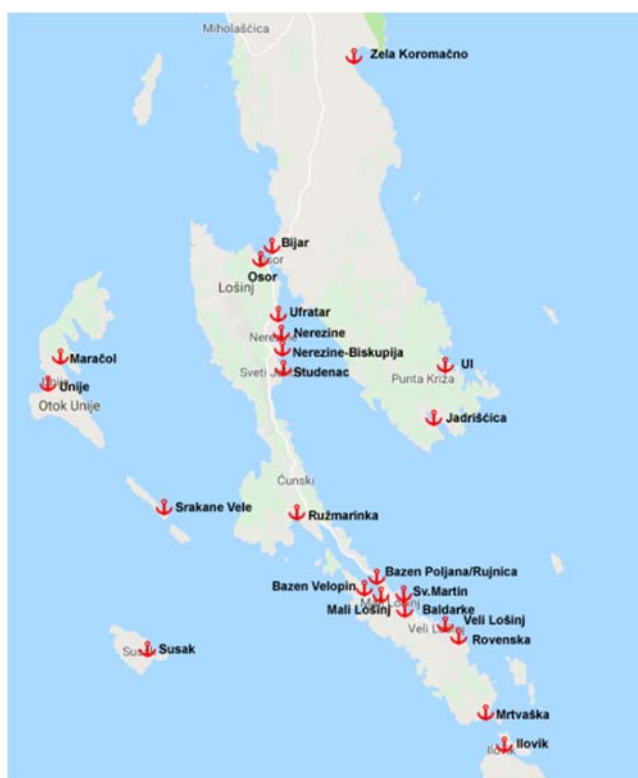 Miholašćica
Zela Koromačno
Bijar
Osor
Lošinj
Ufratar
Nerezine
Nerezine-Biskupija
Studenac
Maračol
Unije
Otok Unije
Ul
Punta Križa
Jadrišćica
Ćunski
Srakane Vele
Ružmarinka
Bazen Poljana/Rujnica
Bazen Velopin
Sv.Martin
Mali Lošinj
Baldarke
Veli Lošinj
Rovenska
Susak
Mrtvaška
Ilovik